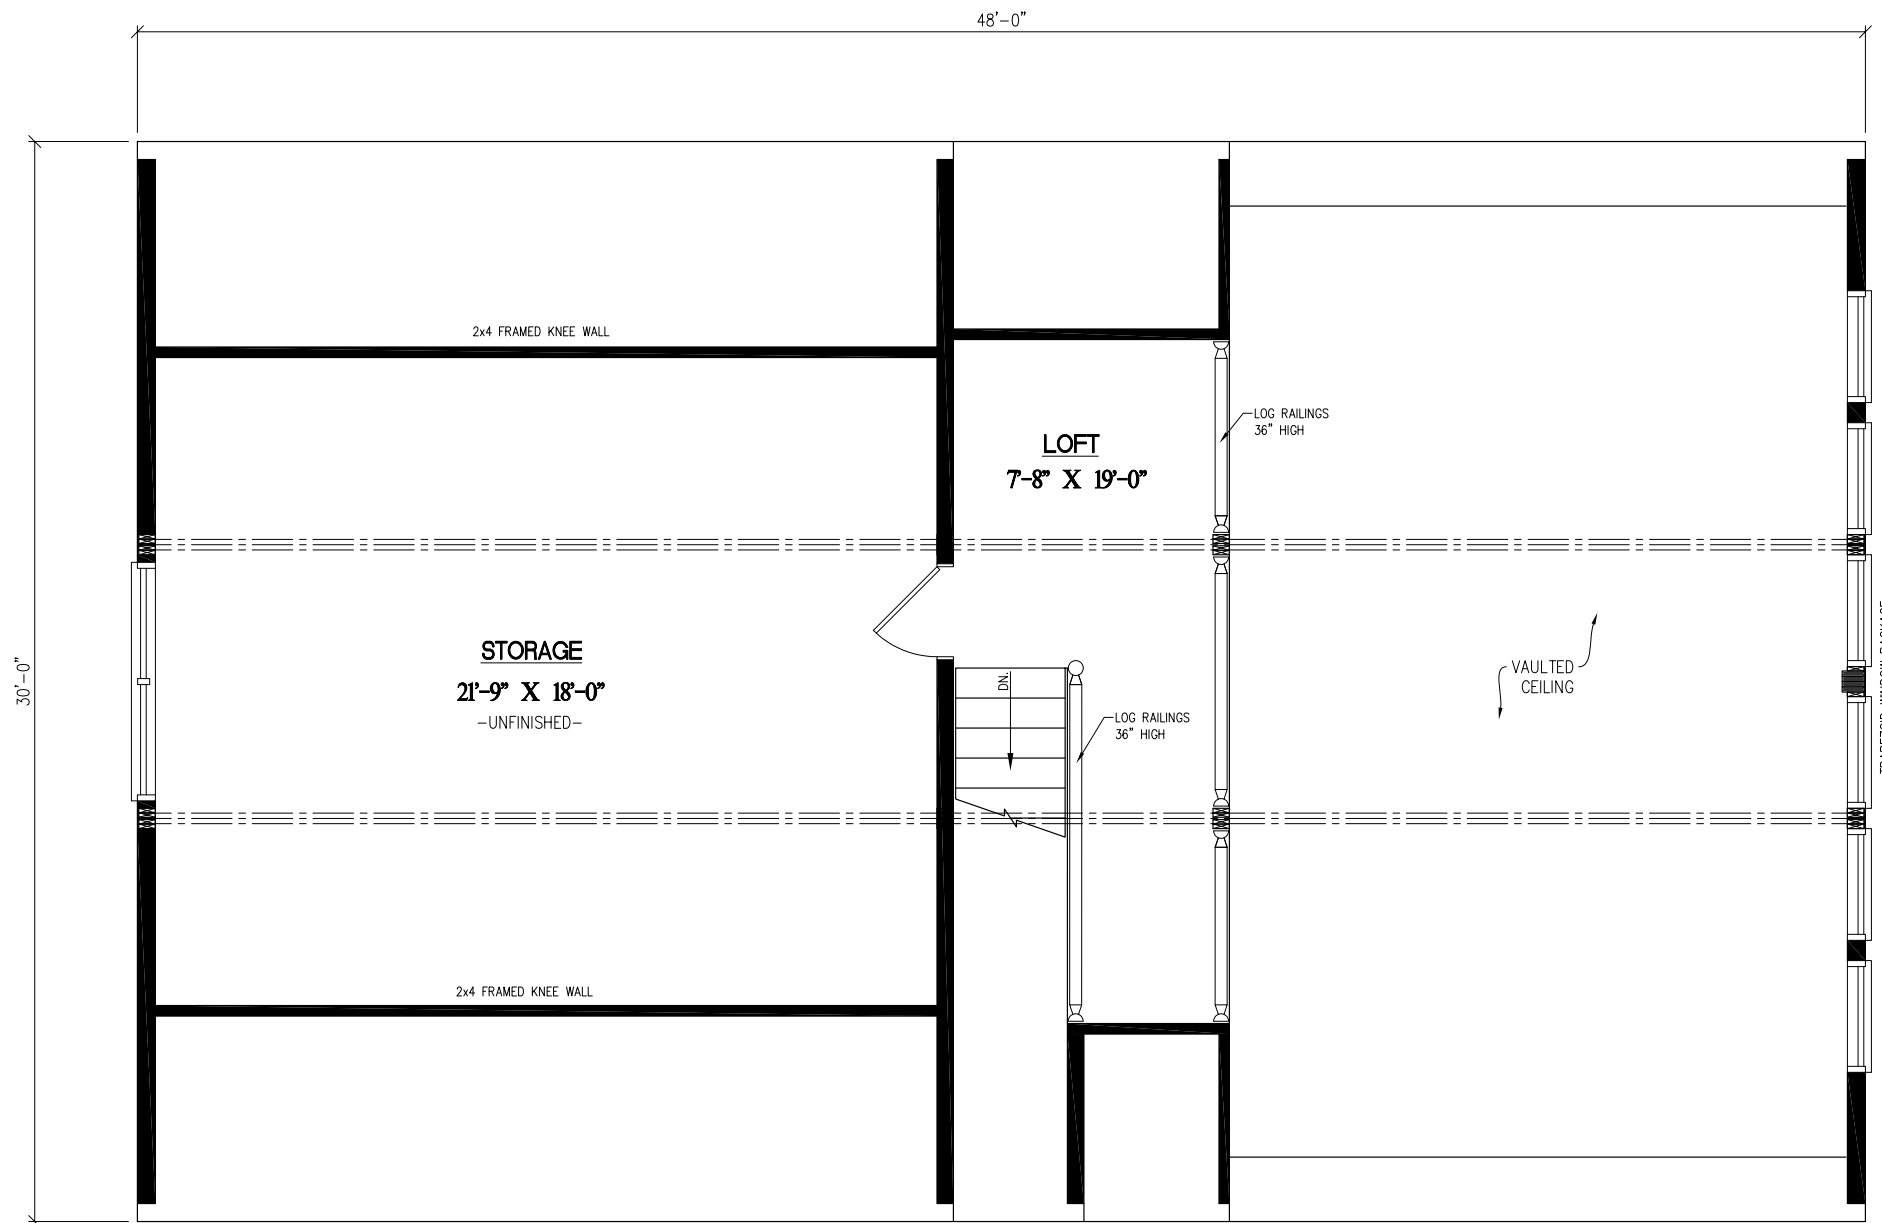 48'-0"
2x4 FRAMED KNEE WALL
LOG RAILINGS
36" HIGH
LOFT
7'-8" X 19'-0"
STORAGE
21'-9" X 18'-0"
-UNFINISHED-
30'-0"
DN.
VAULTED
CEILING
LOG RAILINGS
36" HIGH
2x4 FRAMED KNEE WALL